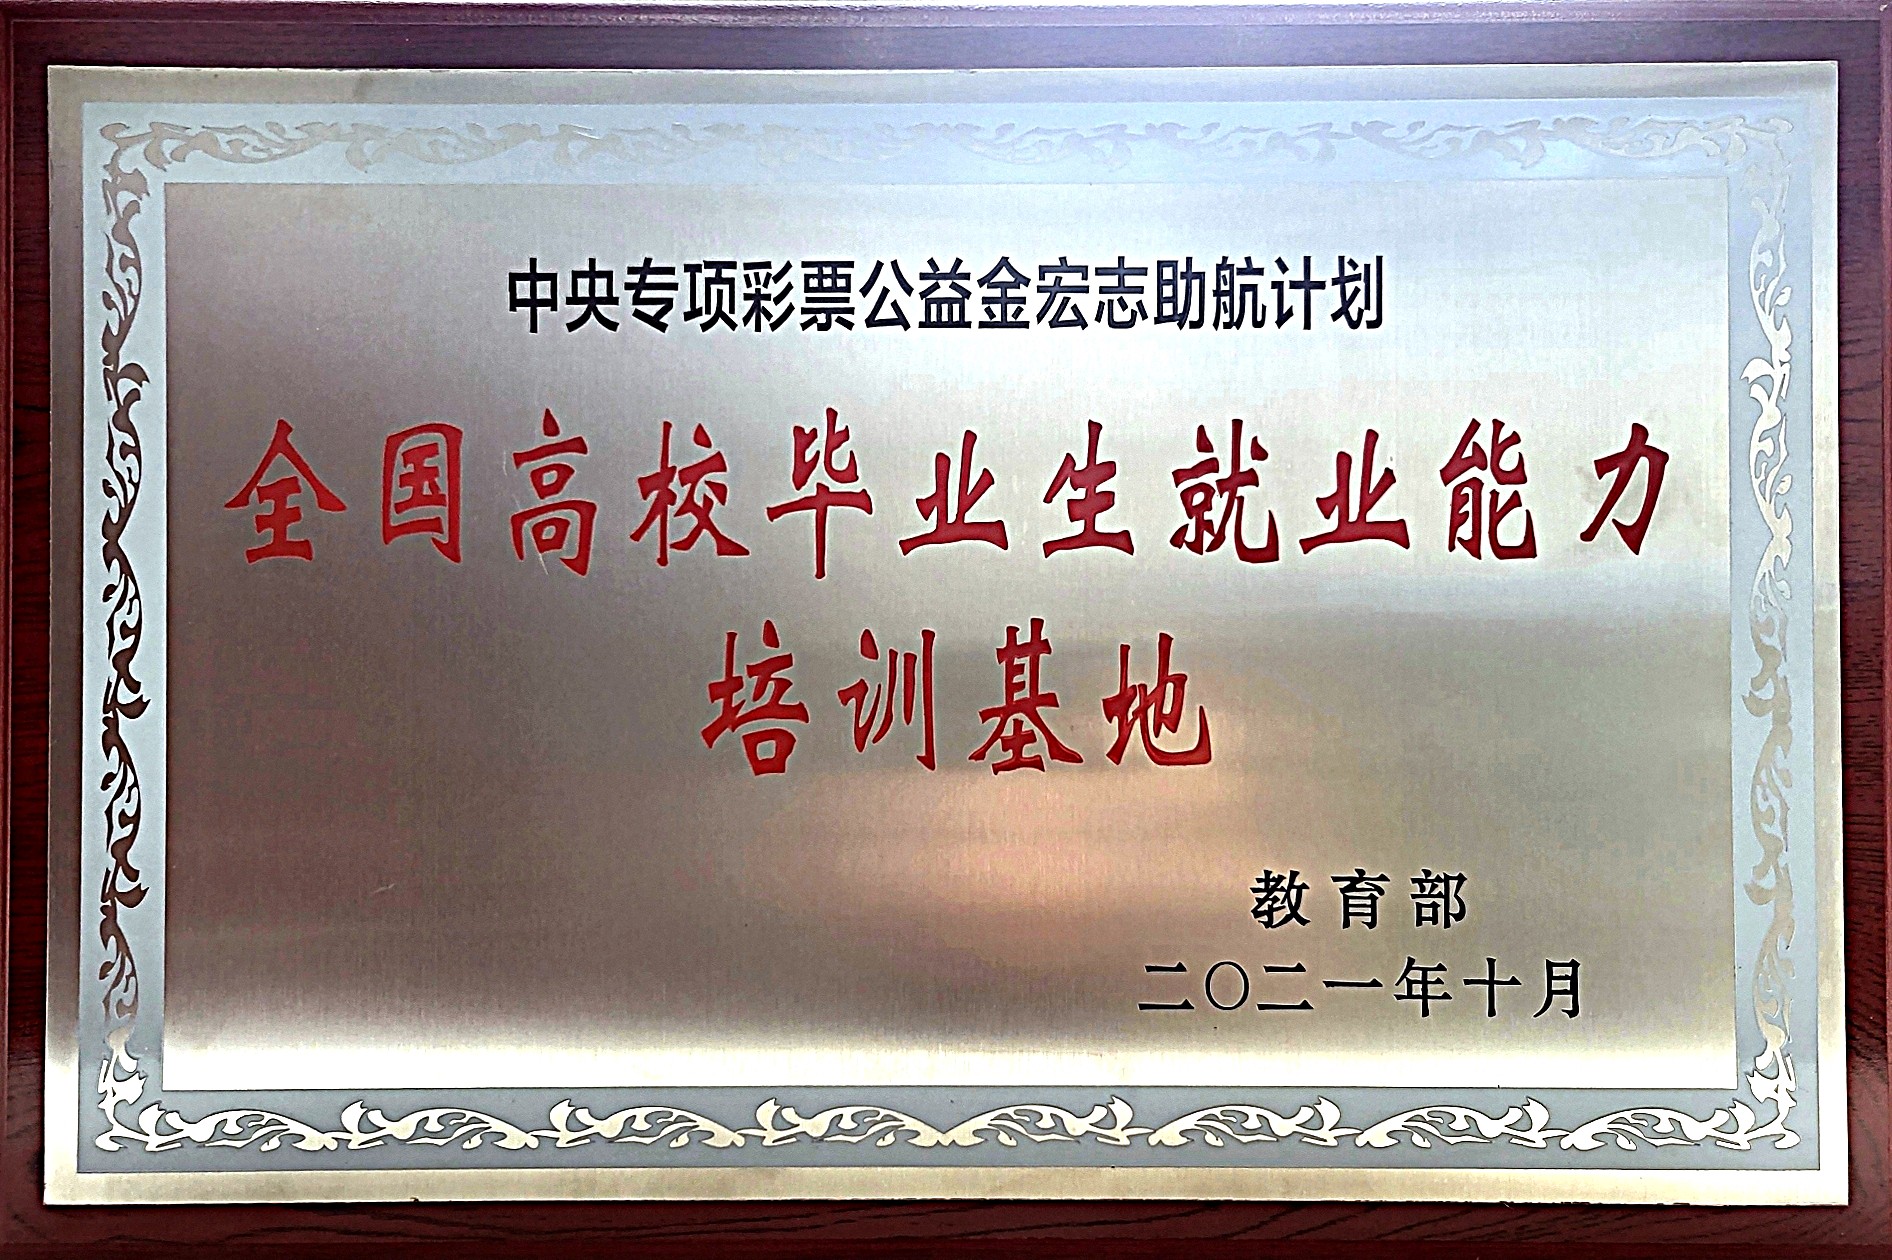 中央专项彩票公益金宏志助航计划
全国高校毕业生就业能力
培训基地
教育部
二〇二一年十月